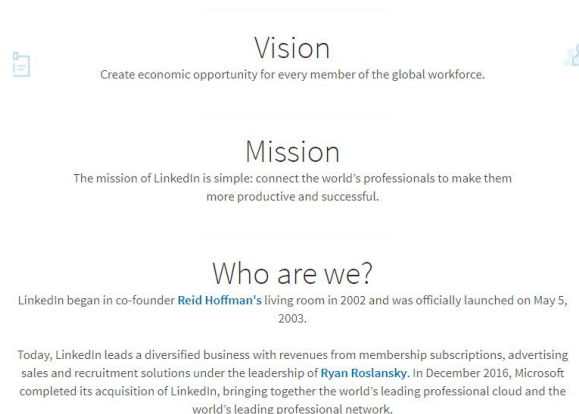 Vision
Create economic opportunity for every member of the global workforce.
Mission
The mission of LinkedIn is simple: connect the world’s professionals to make them
more productive and successful.
Who are we?
LinkedIn began in co-founder Reid Hoffman’s living room in 2002 and was officially launched on May 5,
2003.
Today, LinkedIn leads a diversified business with revenues from membership subscriptions, advertising
sales and recruitment solutions under the leadership of Ryan Roslansky. In December 2016, Microsoft
completed its acquisition of LinkedIn, bringing together the world’s leading professional cloud and the
world’s leading professional network.